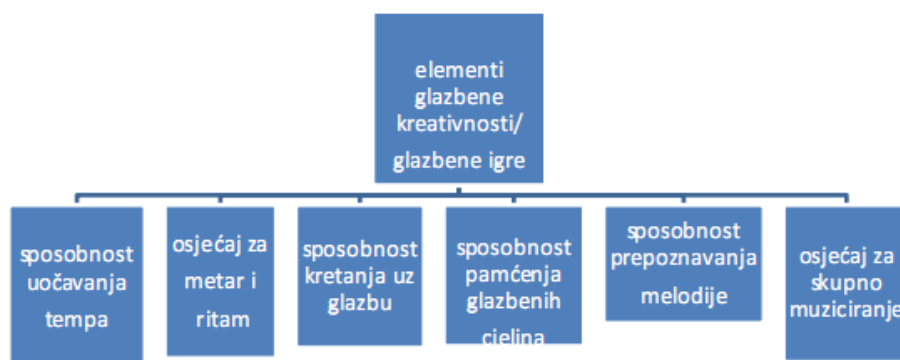 elementi
glazbene
kreativnosti/
glazbene igre
sposobnost
uočavanja
tempa
osjećaj za
metar i
ritam
sposobnost
kretanja uz
glazbu
sposobnost
pamćenja
glazbenih
cjelina
sposobnost
prepoznavanja
melodije
osjećaj za
skupno
muziciranje